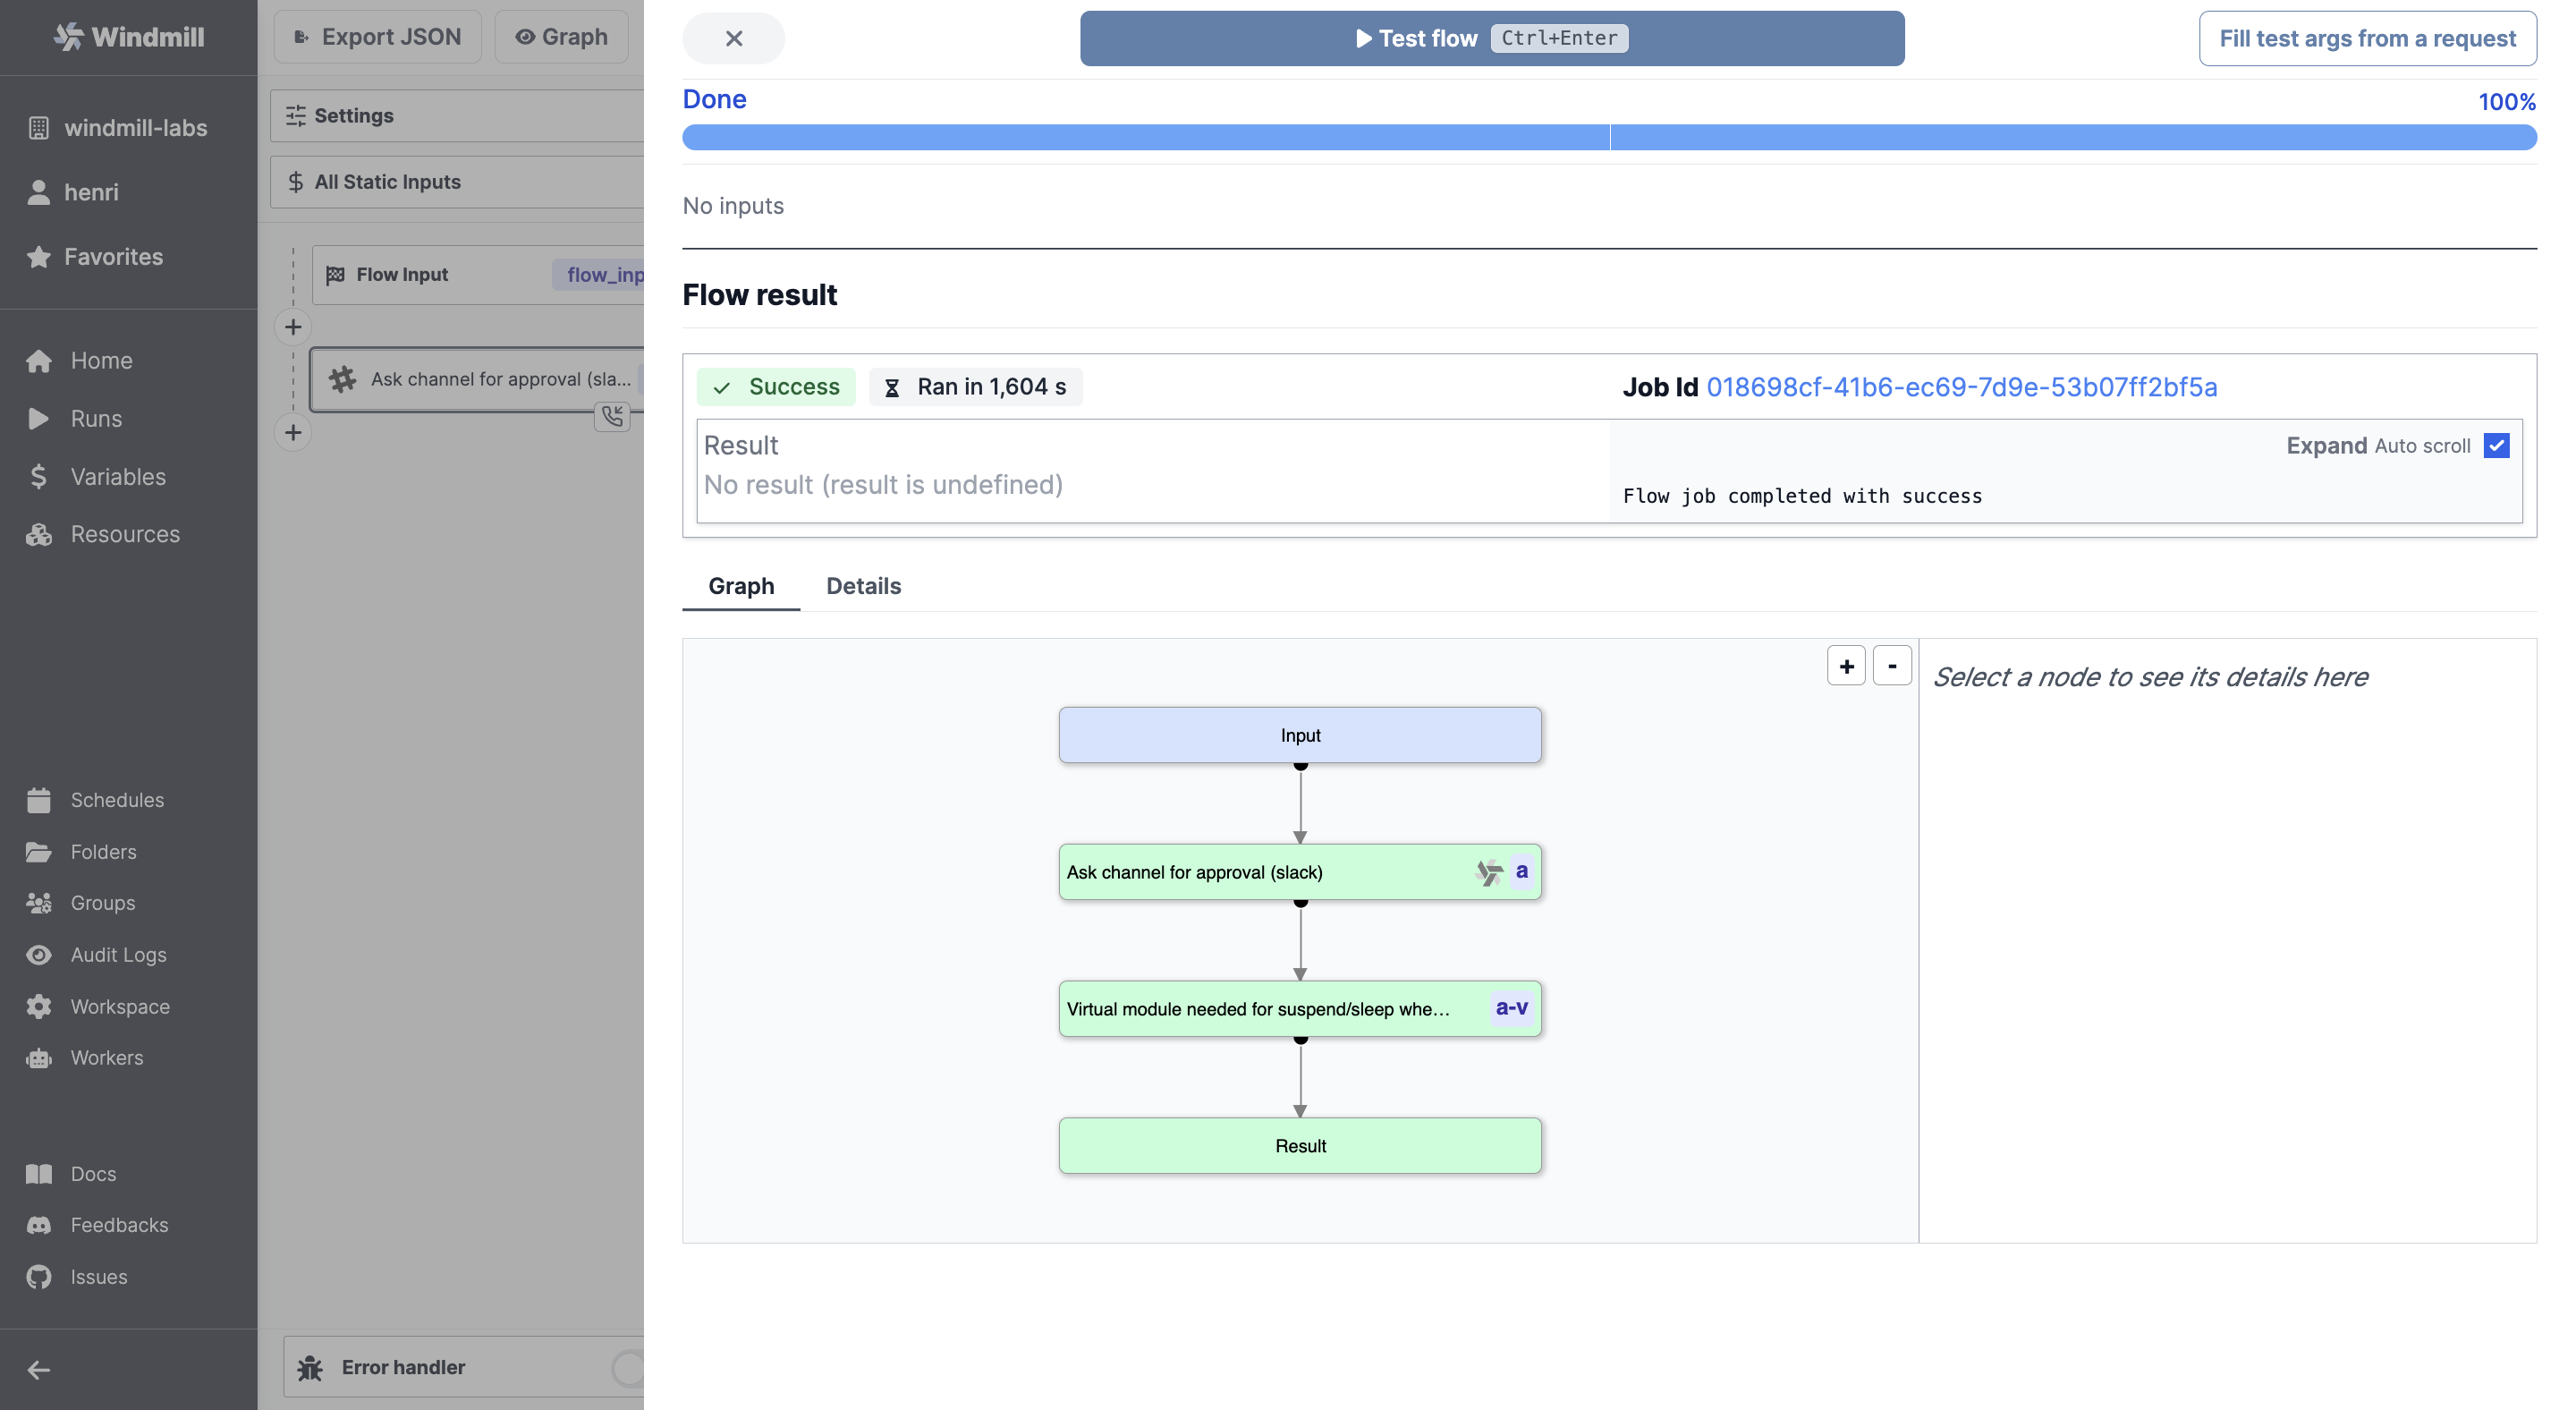 Windmill
windmill-labs
henri
Favorites
Home
Runs
Variables
Resources
Schedules
Folders
Groups
Audit Logs
Workspace
Workers
Docs
Feedbacks
Issues
Export JSON
Graph
Settings
All Static Inputs
Flow Input
flow_inp
Ask channel for approval (sla...
Error handler
Test flow Ctrl+Enter
Fill test args from a request
Done
100%
No inputs
Flow result
Success
Ran in 1,604 s
Job Id 018698cf-41b6-ec69-7d9e-53b07ff2bf5a
Result
No result (result is undefined)
Expand Auto scroll
Flow job completed with success
Graph
Details
+
-
Select a node to see its details here
Input
Ask channel for approval (slack)
a
Virtual module needed for suspend/sleep whe...
a-v
Result